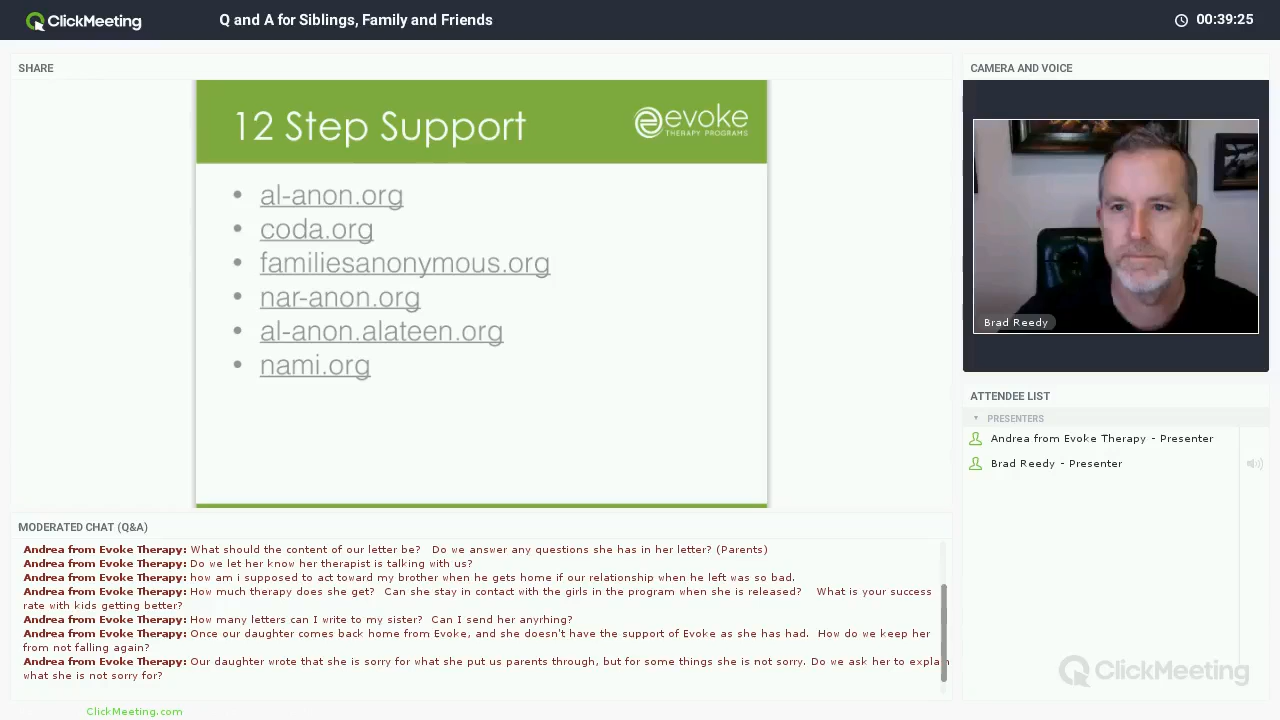 ClickMeeting
Q and A for Siblings, Family and Friends
00:39:25
SHARE
12 Step Support
evoke
THERAPY PROGRAMS
• al-anon.org
• coda.org
• familiesanonymous.org
• nar-anon.org
• al-anon.alateen.org
• nami.org
CAMERA AND VOICE
Brad Reedy
ATTENDEE LIST
PRESENTERS
Andrea from Evoke Therapy - Presenter
Brad Reedy - Presenter
MODERATED CHAT (Q&A)
Andrea from Evoke Therapy: What should the content of our letter be? Do we answer any questions she has in her letter? (Parents)
Andrea from Evoke Therapy: Do we let her know her therapist is talking with us?
Andrea from Evoke Therapy: how am i supposed to act toward my brother when he gets home if our relationship when he left was so bad.
Andrea from Evoke Therapy: How much therapy does she get? Can she stay in contact with the girls in the program when she is released? What is your success
rate with kids getting better?
Andrea from Evoke Therapy: How many letters can I write to my sister? Can I send her anyrhing?
Andrea from Evoke Therapy: Once our daughter comes back home from Evoke, and she doesn't have the support of Evoke as she has had. How do we keep her
from not falling again?
Andrea from Evoke Therapy: Our daughter wrote that she is sorry for what she put us parents through, but for some things she is not sorry. Do we ask her to explain
what she is not sorry for?
ClickMeeting
ClickMeeting.com